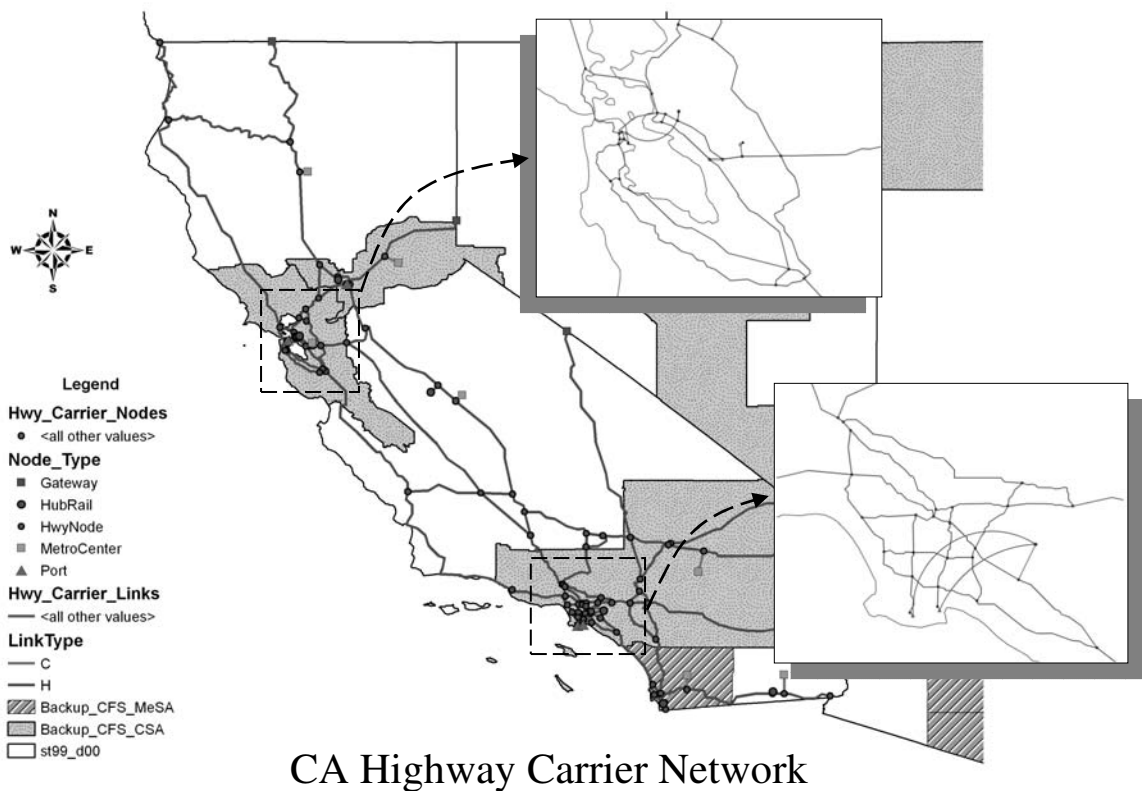 N
W E
S
Legend
Hwy_Carrier_Nodes
<all other values>
Node_Type
Gateway
HubRail
HwyNode
MetroCenter
Port
Hwy_Carrier_Links
<all other values>
LinkType
C
H
Backup_CFS_MeSA
Backup_CFS_CSA
st99_d00
CA Highway Carrier Network